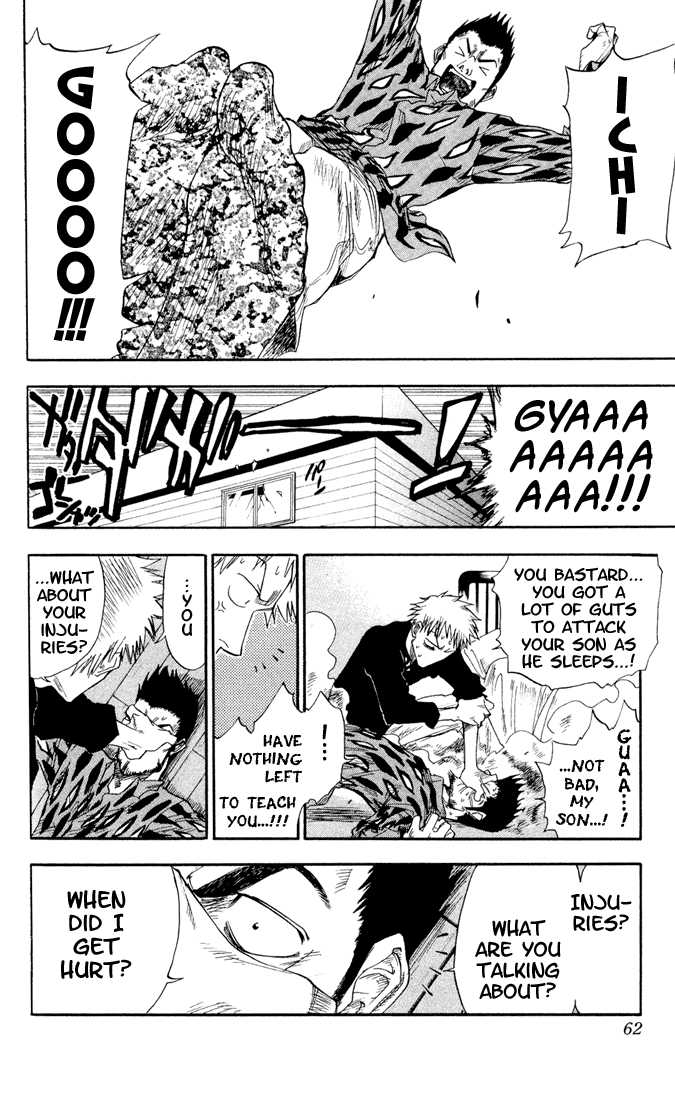 ICHI
GOOOO!!!
GYAAA
AAAAA
AAA!!!
YOU BASTARD...
YOU GOT A
LOT OF GUTS
TO ATTACK
YOUR SON AS
HE SLEEPS...!
GUAA...!
...NOT
BAD,
MY
SON...!
I...
HAVE
NOTHING
LEFT
TO TEACH
YOU...!!!
...YOU
...WHAT
ABOUT
YOUR
INJU-
RIES?
INJU-
RIES?
WHAT
ARE YOU
TALKING
ABOUT?
WHEN
DID I
GET
HURT?
62